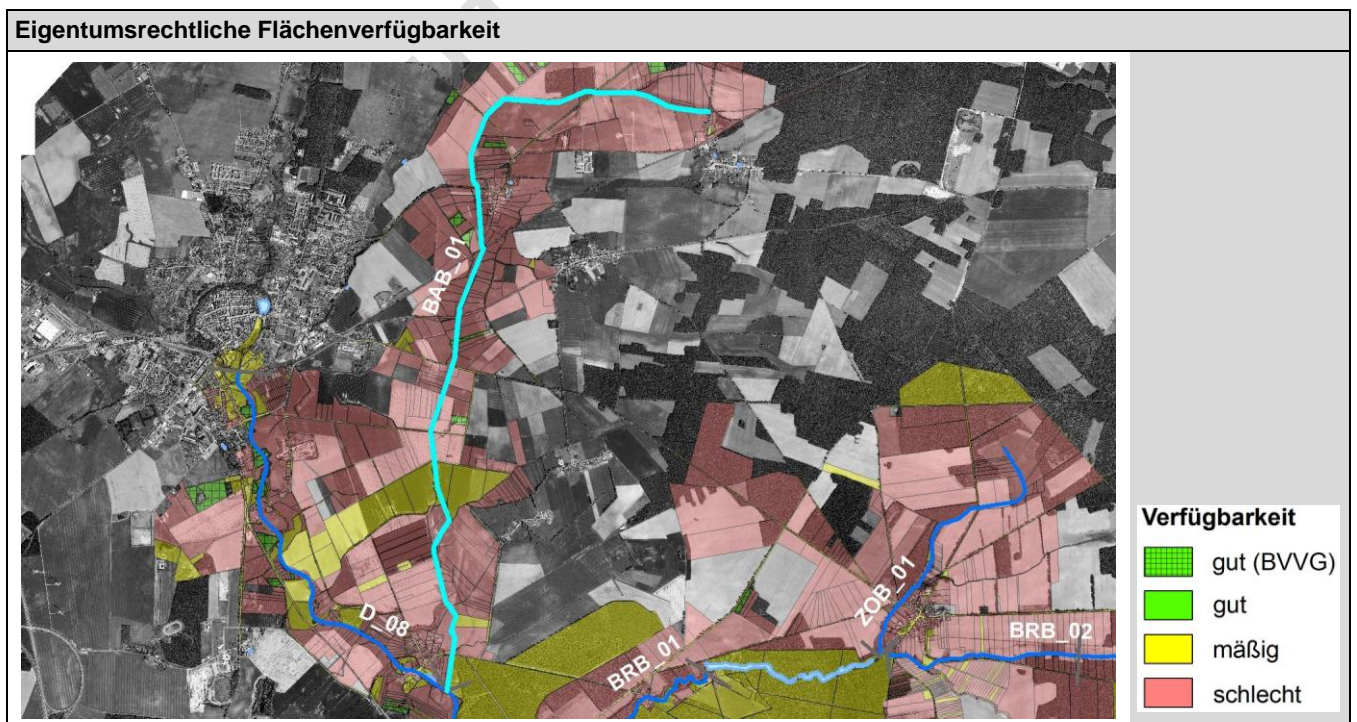 Eigentumsrechtliche Flächenverfügbarkeit
BAB_01
D_08
BRB_01
ZOB_01
BRB_02
Verfügbarkeit
gut (BVVG)
gut
mäßig
schlecht